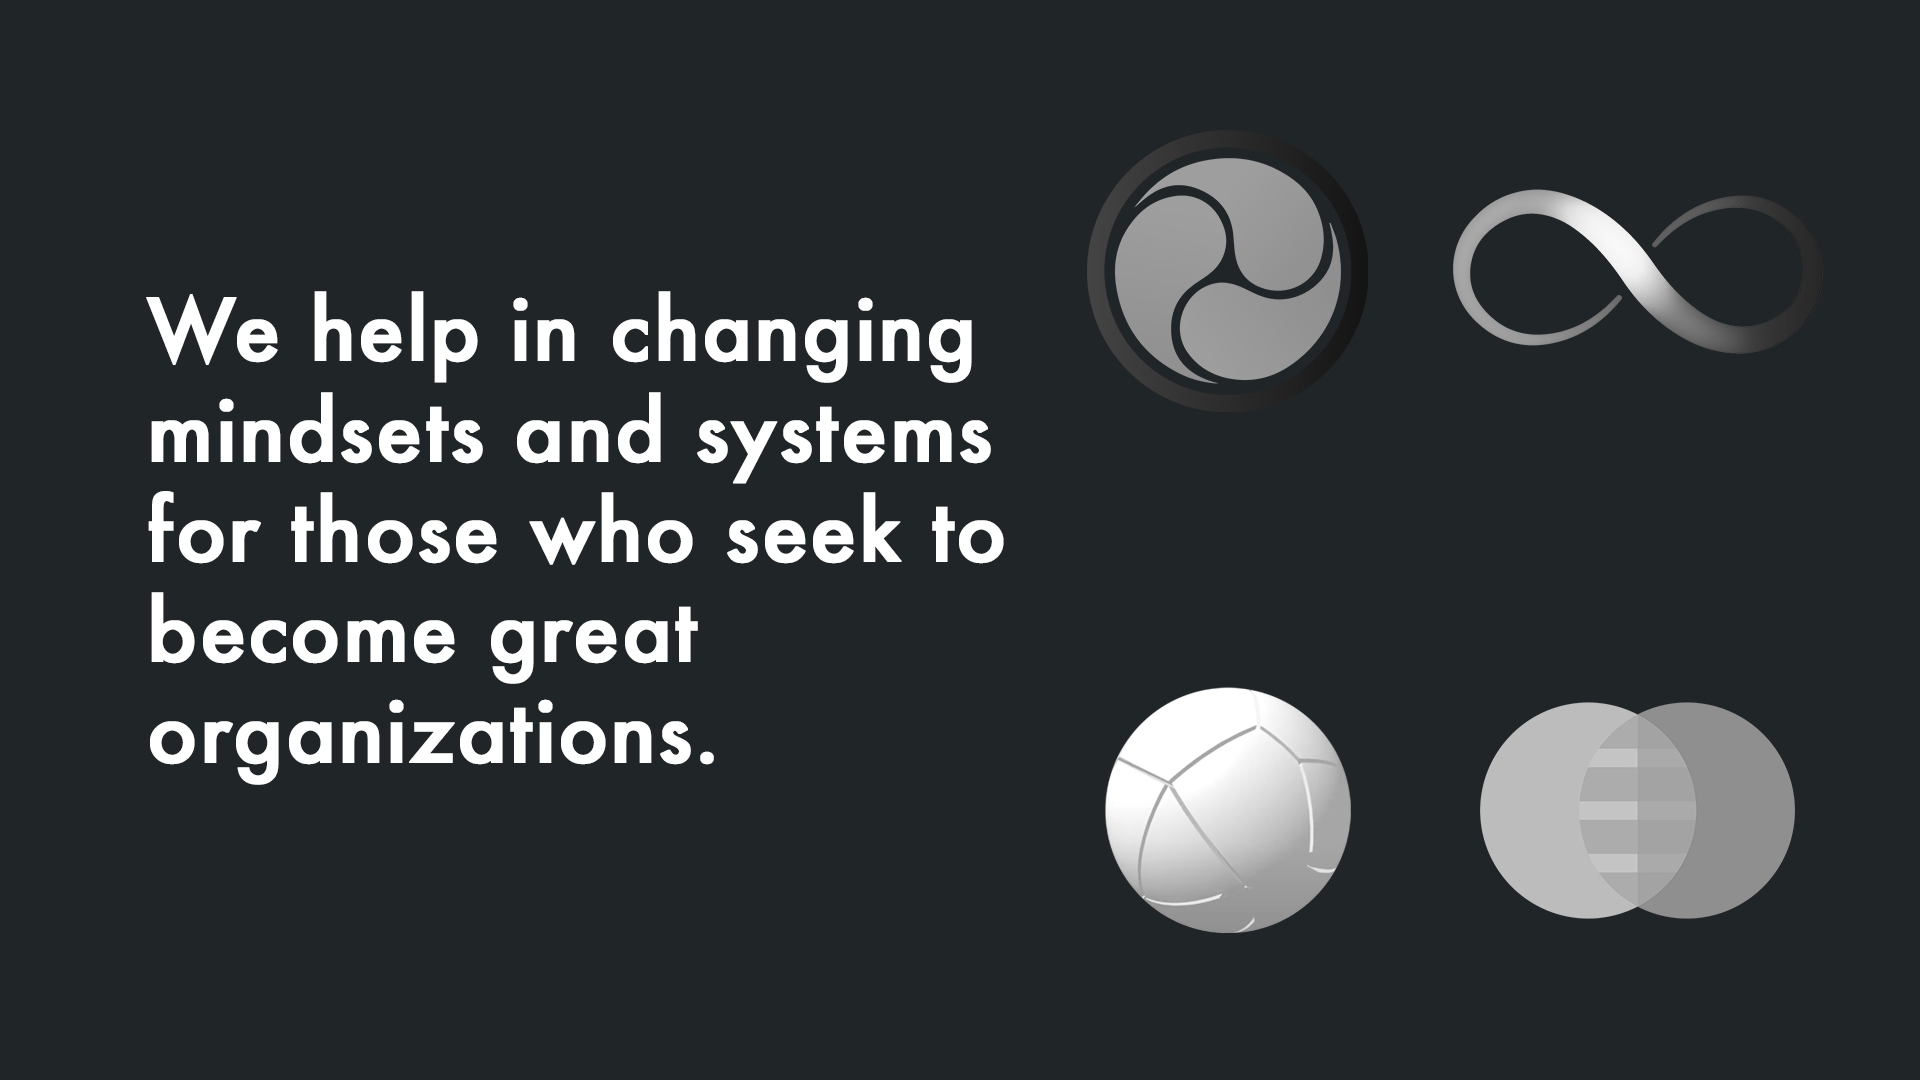 We help in changing
mindsets and systems
for those who seek to
become great
organizations.